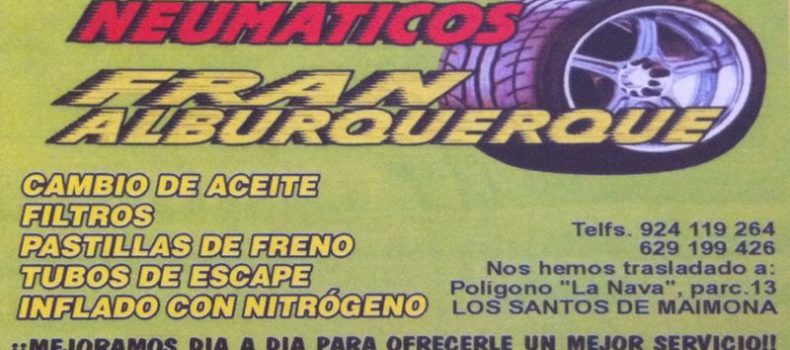 NEUMATICOS
FRAN
ALBURQUERQUE
CAMBIO DE ACEITE
FILTROS
PASTILLAS DE FRENO
TUBOS DE ESCAPE
INFLADO CON NITRÓGENO
Telfs. 924 119 264
629 199 426
Nos hemos trasladado a:
Polígono "La Nava", parc.13
LOS SANTOS DE MAIMONA
¡¡MEJORAMOS DIA A DIA PARA OFRECERLE UN MEJOR SERVICIO!!